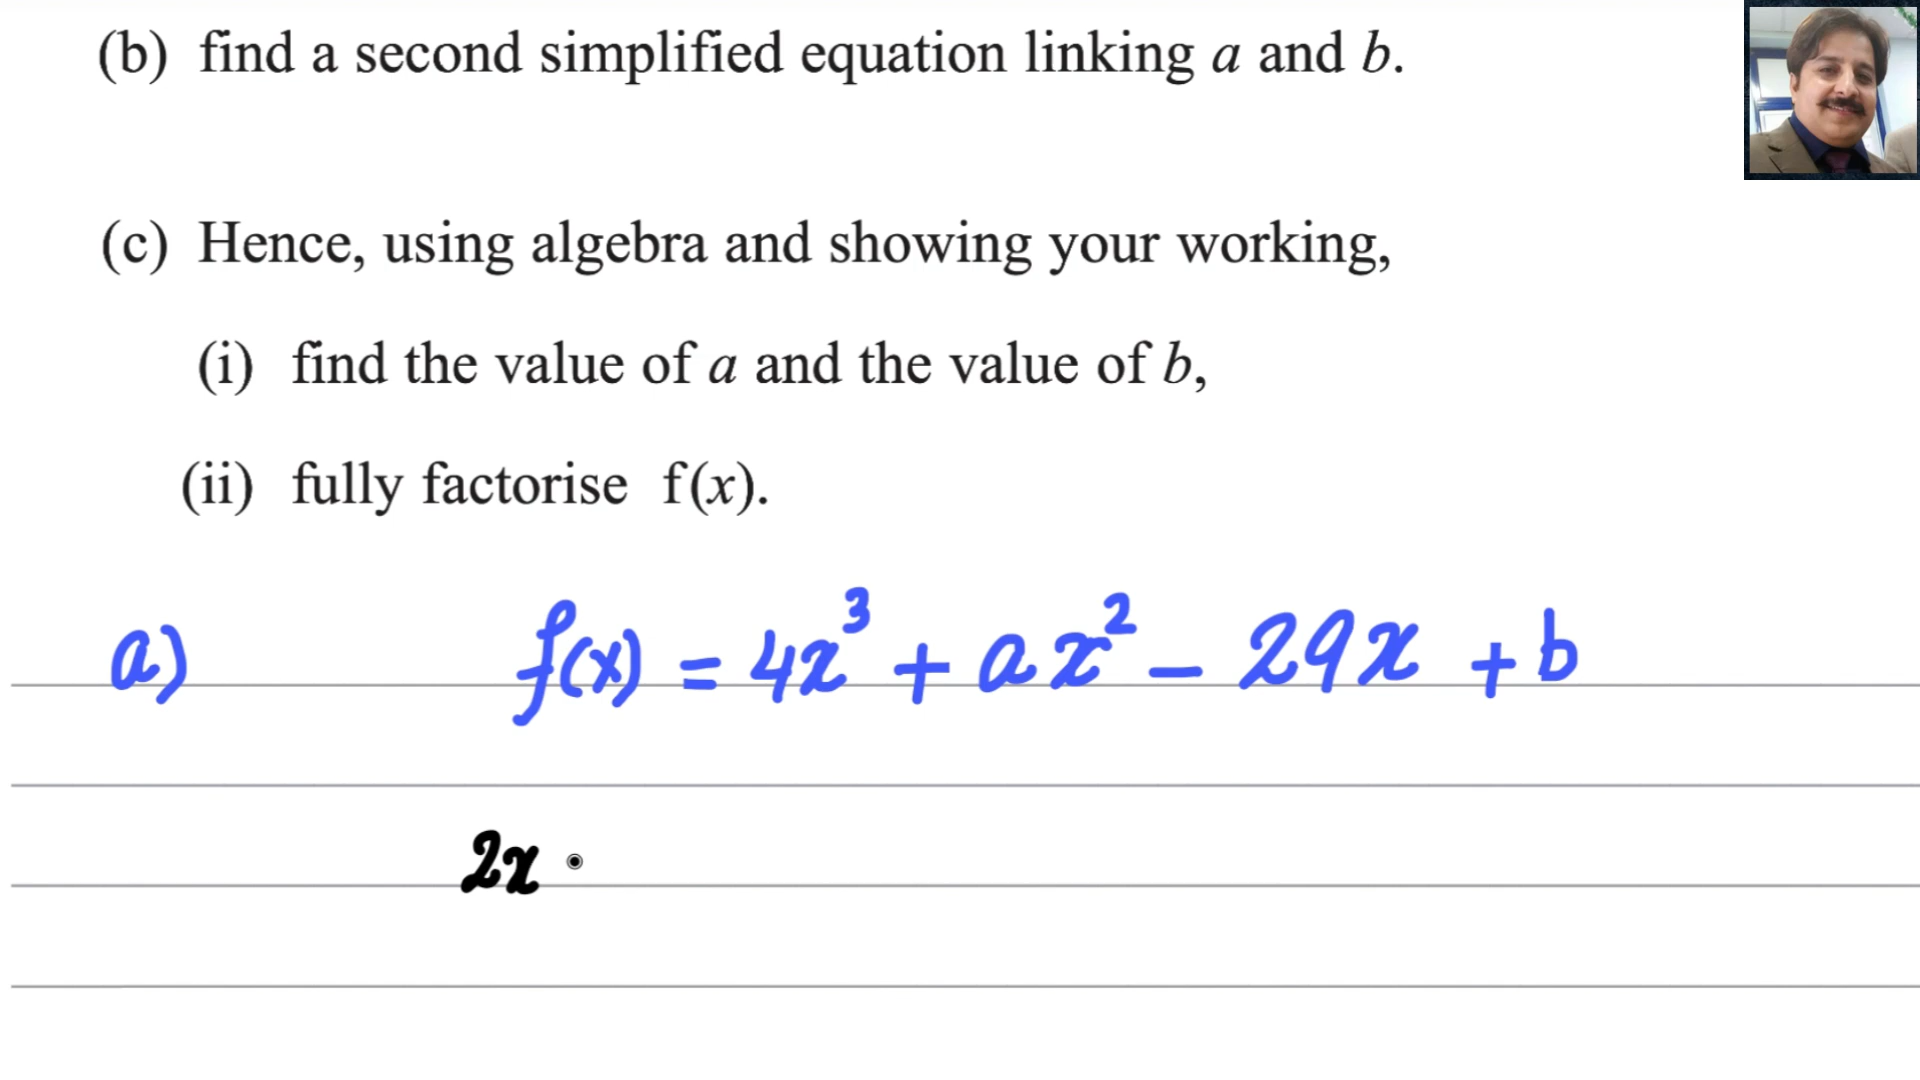 (b) find a second simplified equation linking a and b.
(c) Hence, using algebra and showing your working,
(i) find the value of a and the value of b,
(ii) fully factorise f(x).
a) f(x) = 4x³ + ax² - 29x + b
2x